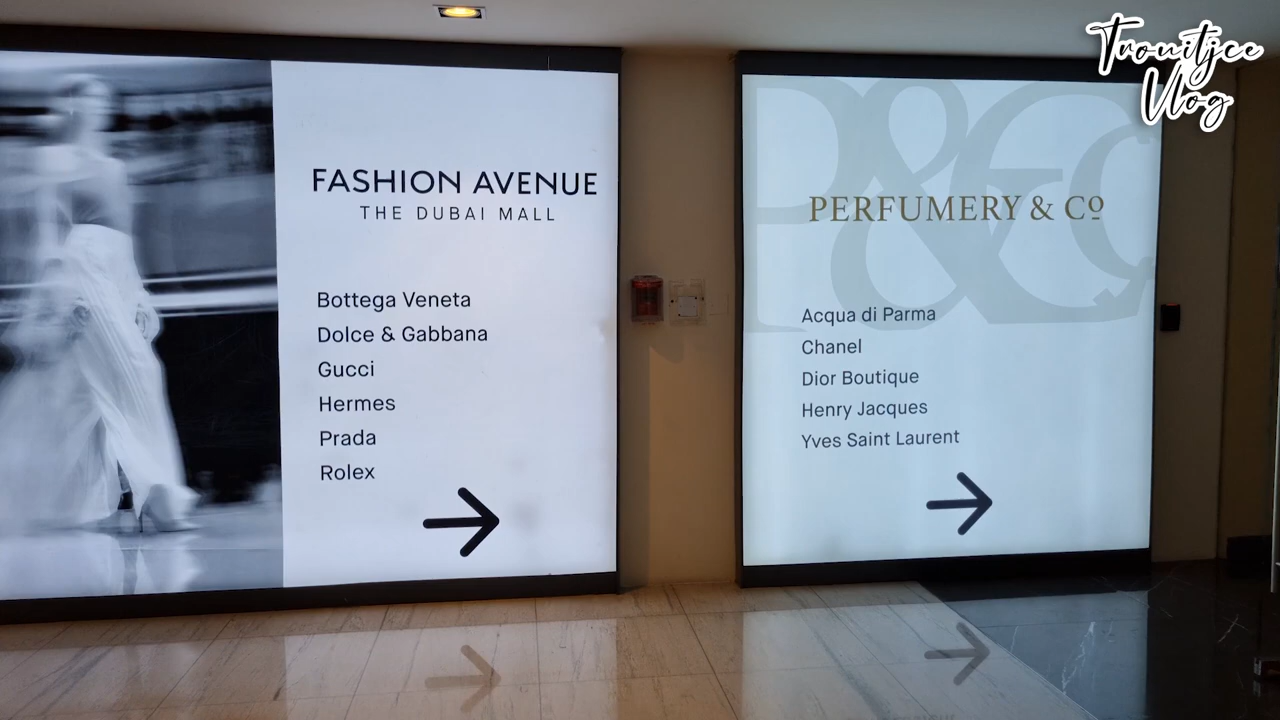 FASHION AVENUE
THE DUBAI MALL
Bottega Veneta
Dolce & Gabbana
Gucci
Hermes
Prada
Rolex
P&Co
PERFUMERY & Cº
Acqua di Parma
Chanel
Dior Boutique
Henry Jacques
Yves Saint Laurent
Trouitjee
Vlog